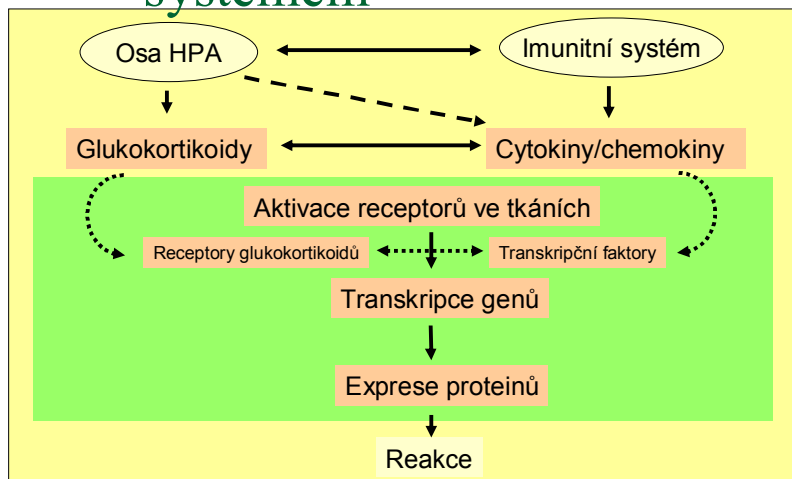 systémem
Osa HPA
Imunitní systém
Glukokortikoidy
Cytokiny/chemokiny
Aktivace receptorů ve tkáních
Receptory glukokortikoidů
Transkripční faktory
Transkripce genů
Exprese proteinů
Reakce